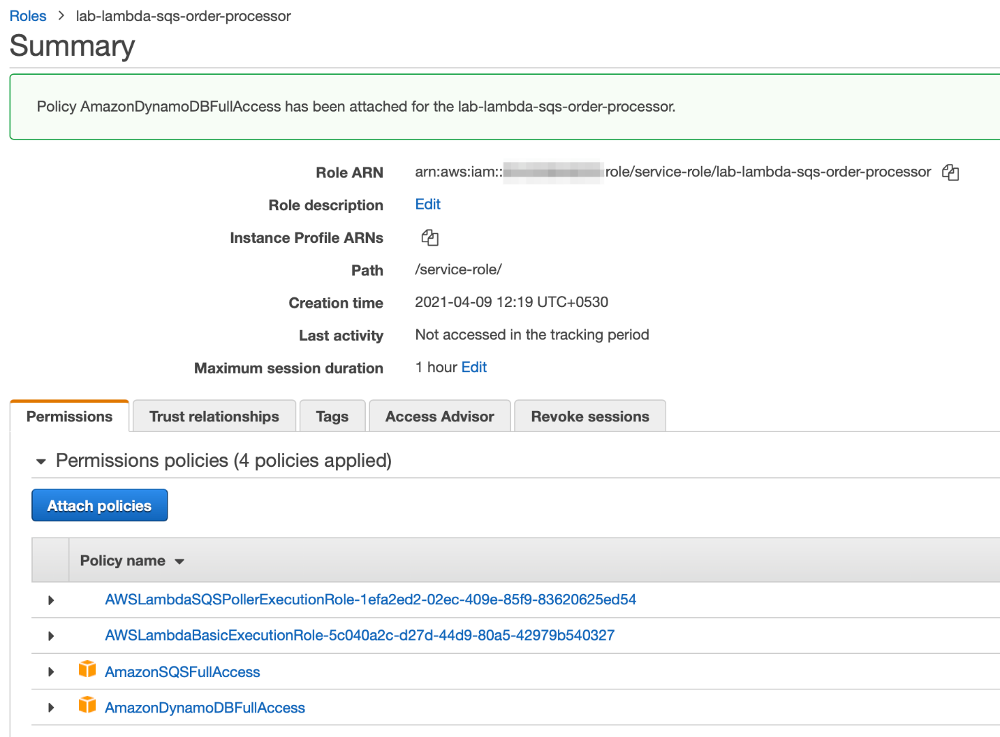 Roles > lab-lambda-sqs-order-processor
Summary
Policy AmazonDynamoDBFullAccess has been attached for the lab-lambda-sqs-order-processor.
Role ARN arn:aws:iam:: role/service-role/lab-lambda-sqs-order-processor
Role description Edit
Instance Profile ARNs
Path /service-role/
Creation time 2021-04-09 12:19 UTC+0530
Last activity Not accessed in the tracking period
Maximum session duration 1 hour Edit
Permissions Trust relationships Tags Access Advisor Revoke sessions
Permissions policies (4 policies applied)
Attach policies
Policy name
AWSLambdaSQSPollerExecutionRole-1efa2ed2-02ec-409e-85f9-83620625ed54
AWSLambdaBasicExecutionRole-5c040a2c-d27d-44d9-80a5-42979b540327
AmazonSQSFullAccess
AmazonDynamoDBFullAccess